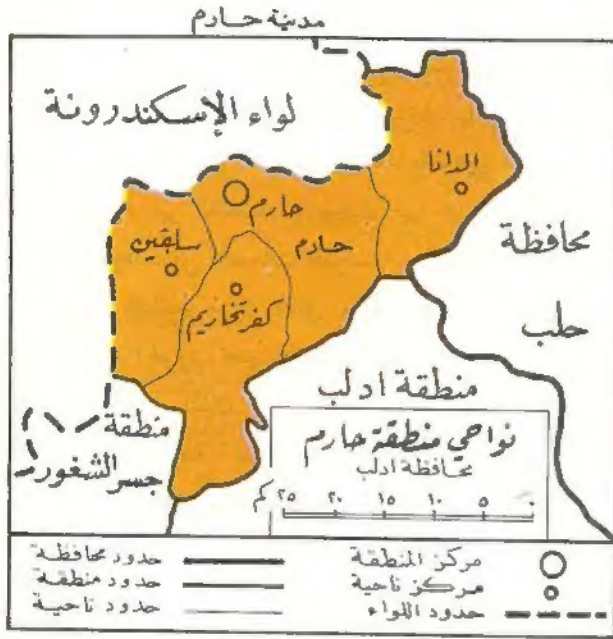 مدينة حارم
لواء الإسكندرونة
الدانا
حارم
حارم
سلقين
كفرتخاريم
محافظة
حلب
منطقة ادلب
منطقة
جسر الشغور
نواحي منطقة حارم
محافظة ادلب
كم ٢٥ ٢٠ ١٥ ١٠ ٥ ٠
مركز المنطقة
مركز ناحية
حدود اللواء
حدود محافظة
حدود منطقة
حدود ناحية